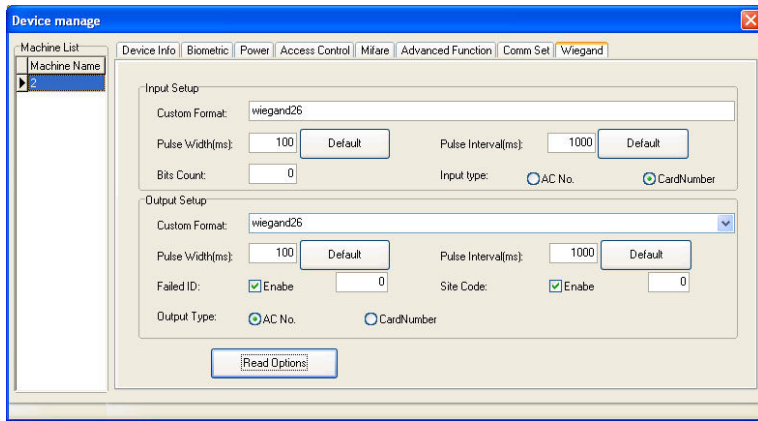 Device manage
Machine List
Machine Name
2
Device Info Biometric Power Access Control Mifare Advanced Function Comm Set Wiegand
Input Setup
Custom Format: wiegand26
Pulse Width(ms): 100 Default Pulse Interval(ms): 1000 Default
Bits Count: 0 Input type: AC No. CardNumber
Output Setup
Custom Format: wiegand26
Pulse Width(ms): 100 Default Pulse Interval(ms): 1000 Default
Failed ID: Enabe 0 Site Code: Enabe 0
Output Type: AC No. CardNumber
Read Options